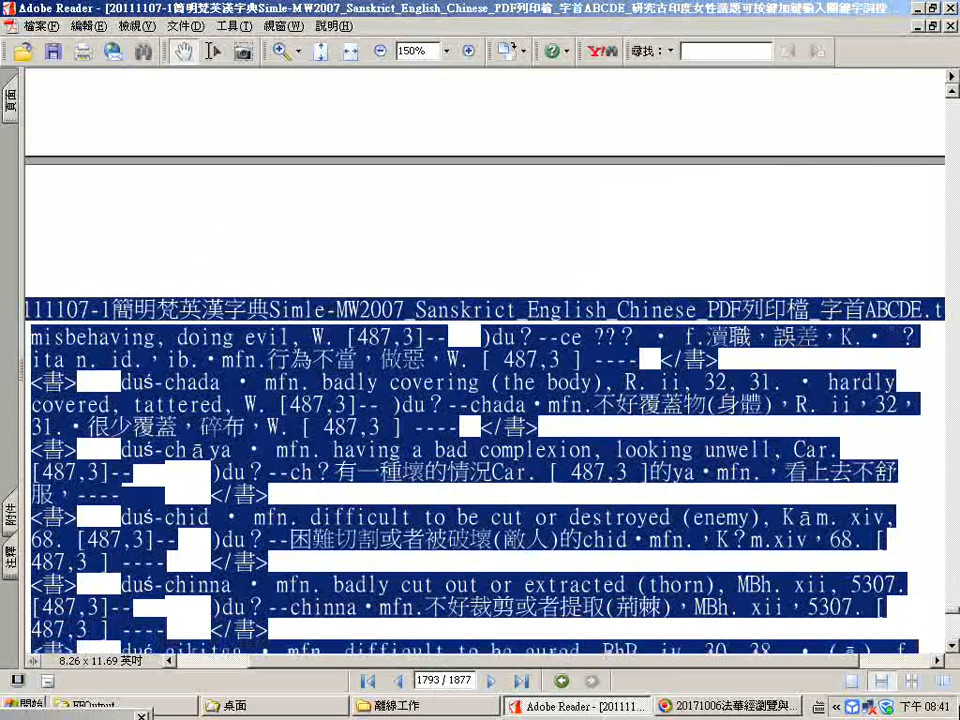 Adobe Reader - [20111107-1簡明梵英漢字典Simle-MW2007_Sanskrict_English_Chinese_PDF列印檔_字首ABCDE_研究古印度女性議題可按鍵加鍵輸入關鍵字詞搜
檔案(F) 編輯(E) 檢視(V) 文件(D) 工具(T) 視窗(W) 說明(H)
150% 尋找：
頁面
111107-1簡明梵英漢字典Simle-MW2007_Sanskrict_English_Chinese_PDF列印檔_字首ABCDE.t
misbehaving, doing evil, W. [487,3]-- )du？--ce ??？ • f.瀆職，誤差，K.•゜？
ita n. id. , ib.•mfn.行為不當，做惡，W. [ 487,3 ] ---- </書>
<書> duś-chada • mfn. badly covering (the body), R. ii, 32, 31. • hardly
covered, tattered, W. [487,3]-- )du？--chada•mfn.不好覆蓋物(身體)，R. ii，32，
31.•很少覆蓋，碎布，W. [ 487,3 ] ---- </書>
<書> duś-chāya • mfn. having a bad complexion, looking unwell, Car.
[487,3]-- )du？--ch？有一種壞的情況Car. [ 487,3 ]的ya•mfn.，看上去不舒
服，---- </書>
<書> duś-chid • mfn. difficult to be cut or destroyed (enemy), Kām. xiv,
68. [487,3]-- )du？--困難切割或者被破壞(敵人)的chid•mfn.，K？m.xiv，68. [
487,3 ] ---- </書>
<書> duś-chinna • mfn. badly cut out or extracted (thorn), MBh. xii, 5307.
[487,3]-- )du？--chinna•mfn.不好裁剪或者提取(荊棘)，MBh. xii，5307. [
487,3 ] ---- </書>
附件
注釋
8.26 x 11.69 英吋
1793 / 1877
開始 FFOutput 桌面 離線工作 Adobe Reader - [2011... 20171006法華經瀏覽與... 下午 08:41